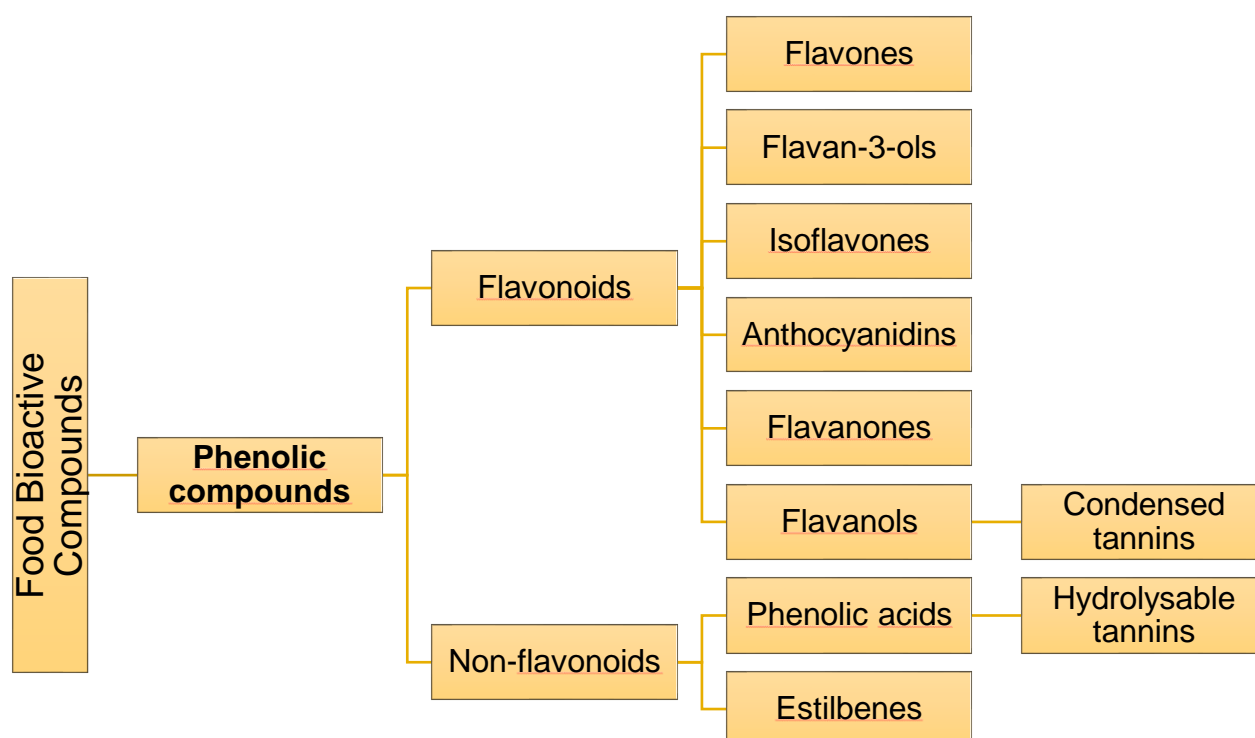 Food Bioactive
Compounds
Phenolic
compounds
Flavonoids
Flavones
Flavan-3-ols
Isoflavones
Anthocyanidins
Flavanones
Flavanols
Condensed
tannins
Non-flavonoids
Phenolic acids
Hydrolysable
tannins
Estilbenes